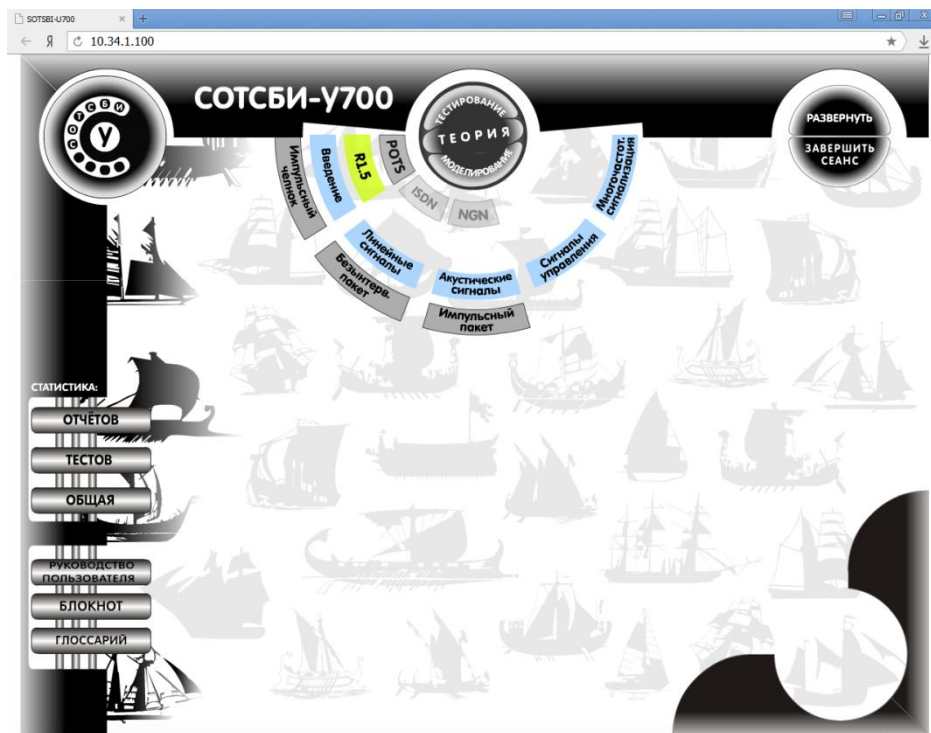 SOTSBI-U700
10.34.1.100
СОТСБИ
У
СОТСБИ-У700
ТЕСТИРОВАНИЕ
ТЕОРИЯ
МОДЕЛИРОВАНИЕ
РАЗВЕРНУТЬ
ЗАВЕРШИТЬ
СЕАНС
POTS
ISDN
NGN
R1.5
Введение
Линейные
сигналы
Акустические
сигналы
Сигналы
управления
Многочастот.
сигнализация
Импульсный
челнок
Безынтерв.
пакет
Импульсный
пакет
СТАТИСТИКА:
ОТЧЁТОВ
ТЕСТОВ
ОБЩАЯ
РУКОВОДСТВО
ПОЛЬЗОВАТЕЛЯ
БЛОКНОТ
ГЛОССАРИЙ